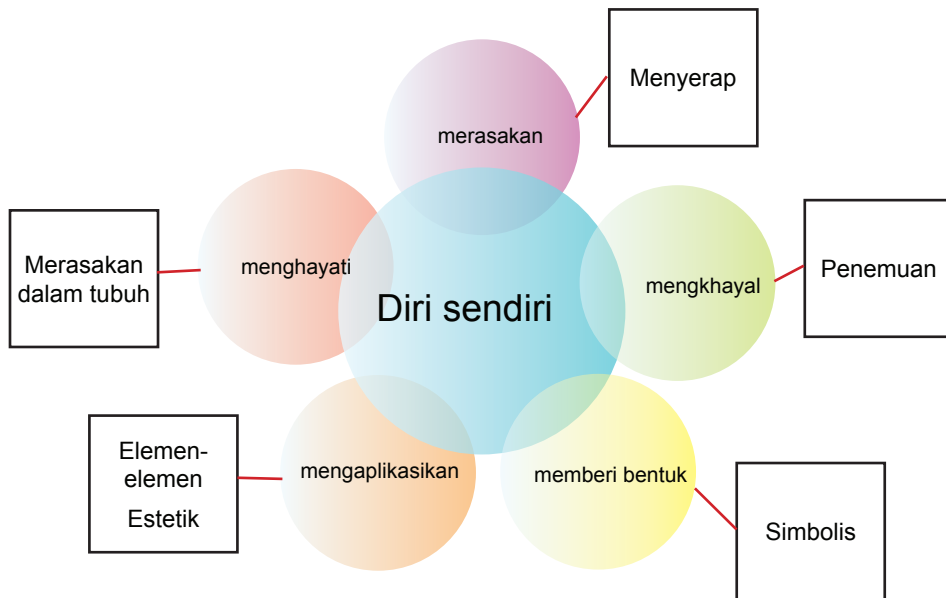 Menyerap
merasakan
Merasakan
dalam tubuh
menghayati
mengkhayal
Penemuan
Diri sendiri
Elemen-
elemen
Estetik
mengaplikasikan
memberi bentuk
Simbolis